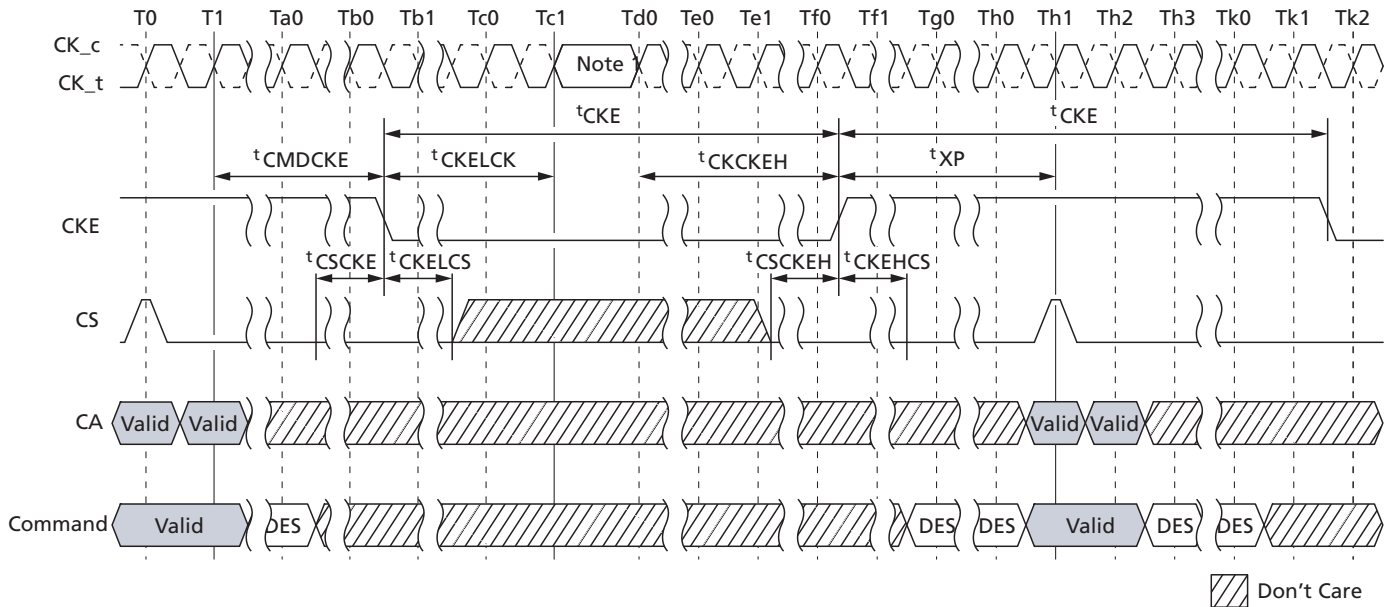 T0 T1 Ta0 Tb0 Tb1 Tc0 Tc1 Td0 Te0 Te1 Tf0 Tf1 Tg0 Th0 Th1 Th2 Th3 Tk0 Tk1 Tk2
CK_c
CK_t
Note 1
tCKE tCKE
tCMDCKE tCKELCK tCKCKEH tXP
CKE
tCSCKE tCKELCS tCSCKEH tCKEHCS
CS
CA Valid Valid Valid Valid
Command Valid DES DES DES Valid DES DES
Don't Care